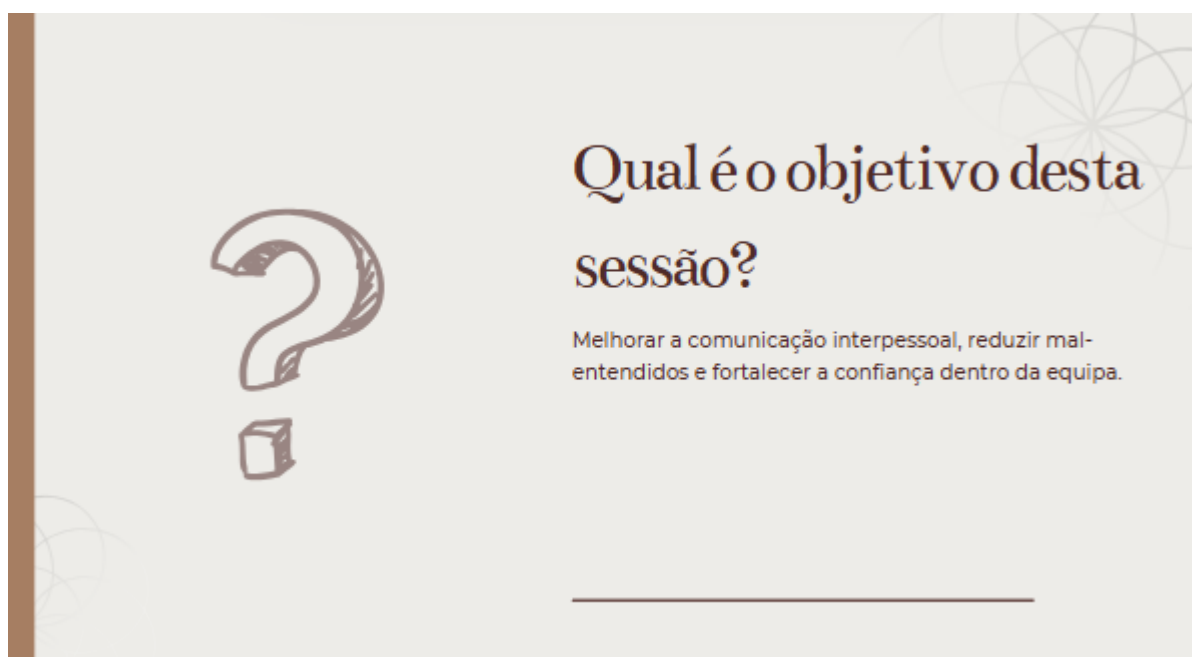 Qual é o objetivo desta
sessão?
Melhorar a comunicação interpessoal, reduzir mal-
entendidos e fortalecer a confiança dentro da equipa.